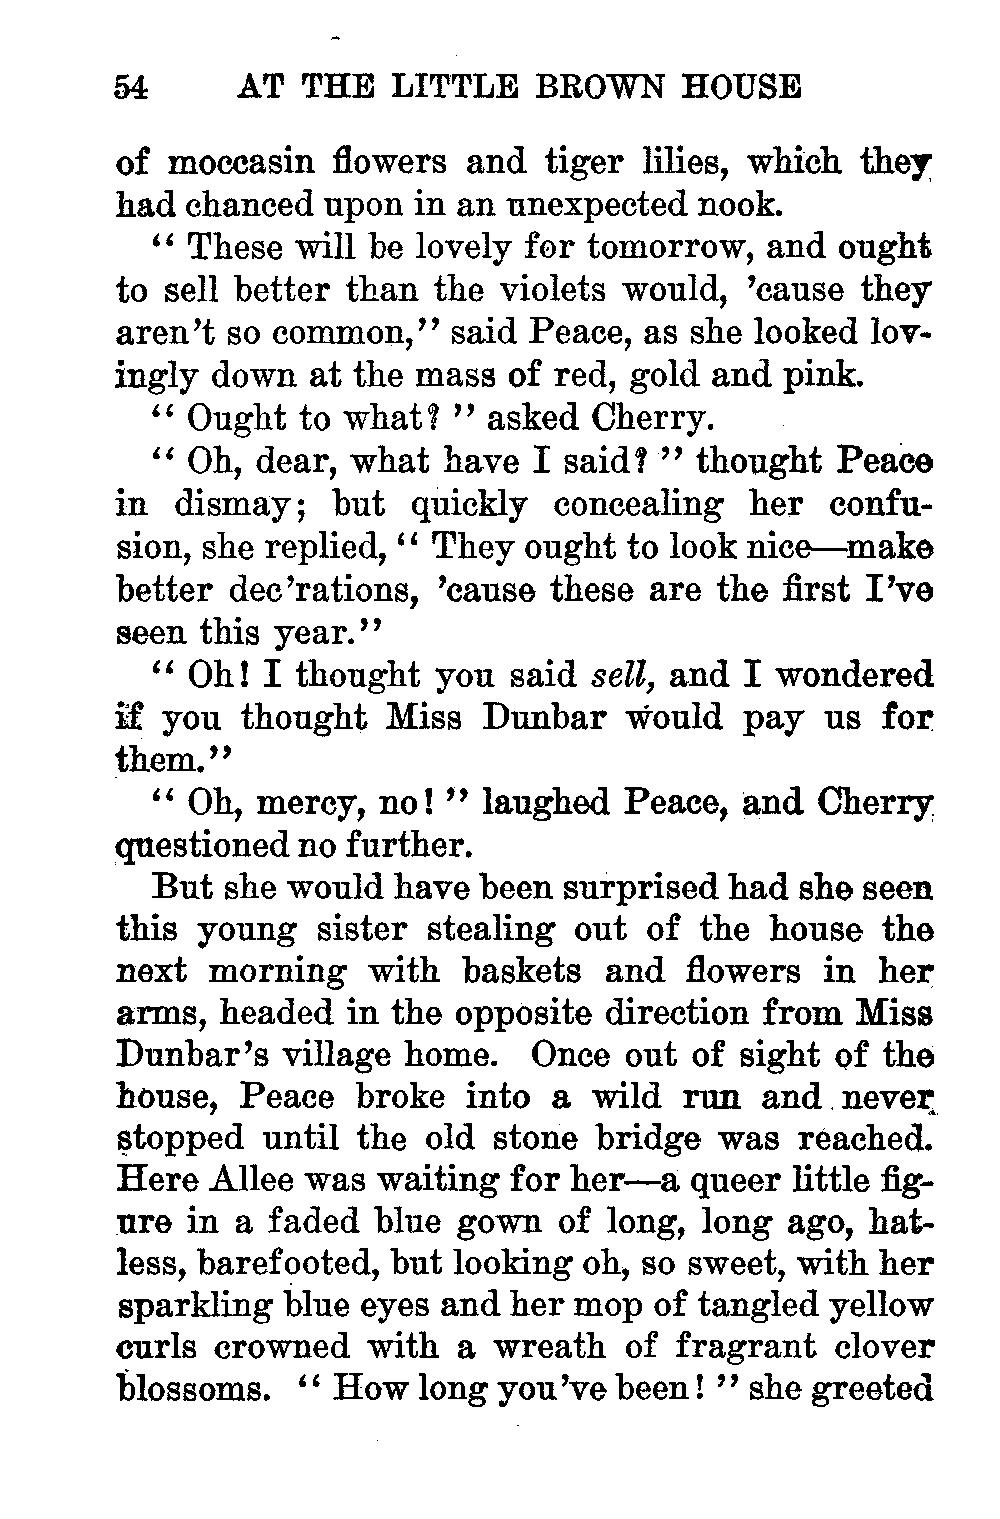 54 AT THE LITTLE BROWN HOUSE
of moccasin flowers and tiger lilies, which they
had chanced upon in an unexpected nook.
“ These will be lovely for tomorrow, and ought
to sell better than the violets would, ’cause they
aren’t so common,” said Peace, as she looked lov-
ingly down at the mass of red, gold and pink.
“ Ought to what? ” asked Cherry.
“ Oh, dear, what have I said? ” thought Peace
in dismay; but quickly concealing her confu-
sion, she replied, “ They ought to look nice—make
better dec’rations, ’cause these are the first I’ve
seen this year.”
“ Oh! I thought you said sell, and I wondered
if you thought Miss Dunbar would pay us for
them.”
“ Oh, mercy, no! ” laughed Peace, and Cherry
questioned no further.
But she would have been surprised had she seen
this young sister stealing out of the house the
next morning with baskets and flowers in her
arms, headed in the opposite direction from Miss
Dunbar’s village home. Once out of sight of the
house, Peace broke into a wild run and never
stopped until the old stone bridge was reached.
Here Allee was waiting for her—a queer little fig-
ure in a faded blue gown of long, long ago, hat-
less, barefooted, but looking oh, so sweet, with her
sparkling blue eyes and her mop of tangled yellow
curls crowned with a wreath of fragrant clover
blossoms. “ How long you’ve been! ” she greeted